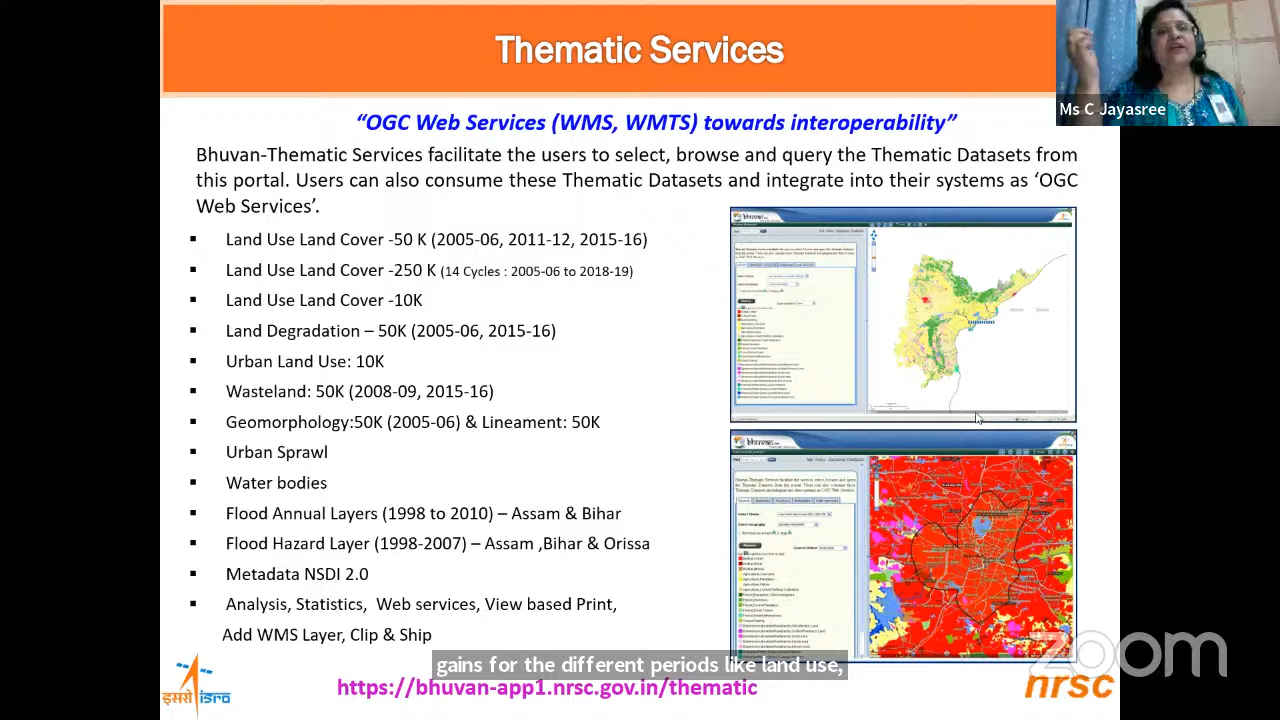 Thematic Services
Ms C Jayasree
“OGC Web Services (WMS, WMTS) towards interoperability”
Bhuvan-Thematic Services facilitate the users to select, browse and query the Thematic Datasets from
this portal. Users can also consume these Thematic Datasets and integrate into their systems as ‘OGC
Web Services’.
Land Use Land Cover -50 K (2005-06, 2011-12, 2015-16)
Land Use Land Cover -250 K (14 Cycles : 2005-06 to 2018-19)
Land Use Land Cover -10K
Land Degradation – 50K (2005-06, 2015-16)
Urban Landuse: 10K
Wasteland (50K, 2008-09, 2015-16)
Geomophology:50K (2005-06) & Lineament: 50K
Urban Sprawl
Water bodies
Flood Annual Layers (1998 to 2010) – Assam & Bihar
Flood Hazard Layer (1998-2007) – Assam ,Bihar & Orissa
Metadata NSDI 2.0
Analysis, Statistics, Web services, View based Print,
Add WMS Layer, Clip & Ship
bhuvan
bhuvan
gains for the different periods like land use,
https://bhuvan-app1.nrsc.gov.in/thematic
इसरो isro
zoom
nrsc